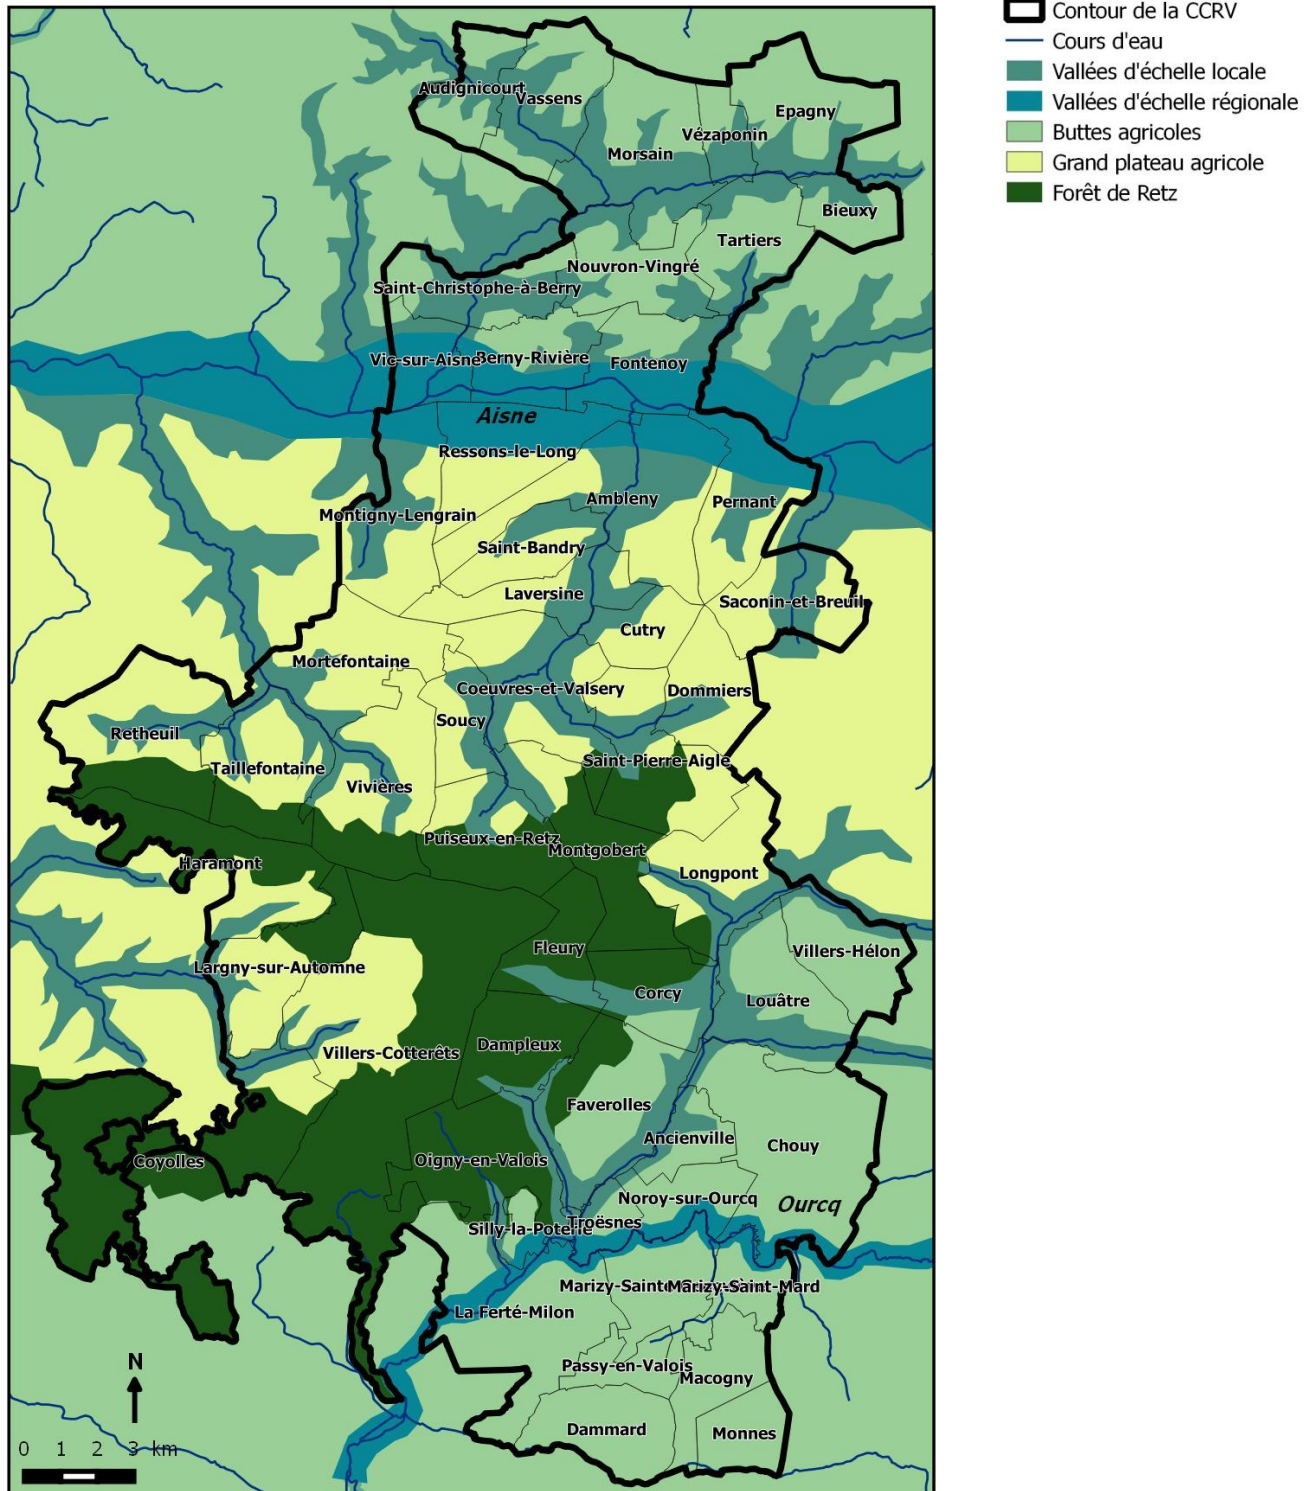 Contour de la CCRV
Cours d'eau
Vallées d'échelle locale
Vallées d'échelle régionale
Buttes agricoles
Grand plateau agricole
Forêt de Retz
Audignicourt
Vassens
Epagny
Vézaponin
Morsain
Bieuxy
Tartiers
Nouvron-Vingré
Saint-Christophe-à-Berry
Vic-sur-Aisne
Berny-Rivière
Fontenoy
Aisne
Ressons-le-Long
Ambleny
Pernant
Montigny-Lengrain
Saint-Bandry
Laversine
Saconin-et-Breuil
Cutry
Mortefontaine
Coeuvres-et-Valsery
Dommiers
Soucy
Retheuil
Saint-Pierre-Aigle
Taillefontaine
Vivières
Puiseux-en-Retz
Montgobert
Haramont
Longpont
Fleury
Villers-Hélon
Largny-sur-Automne
Corcy
Louâtre
Dampleux
Villers-Cotterêts
Faverolles
Ancienville
Chouy
Coyolles
Oigny-en-Valois
Noroy-sur-Ourcq
Ourcq
Silly-la-Poterie
Troësnes
Marizy-Sainte
Marizy-Saint-Mard
La Ferté-Milon
Passy-en-Valois
Macogny
Dammard
Monnes
N
0 1 2 3 km